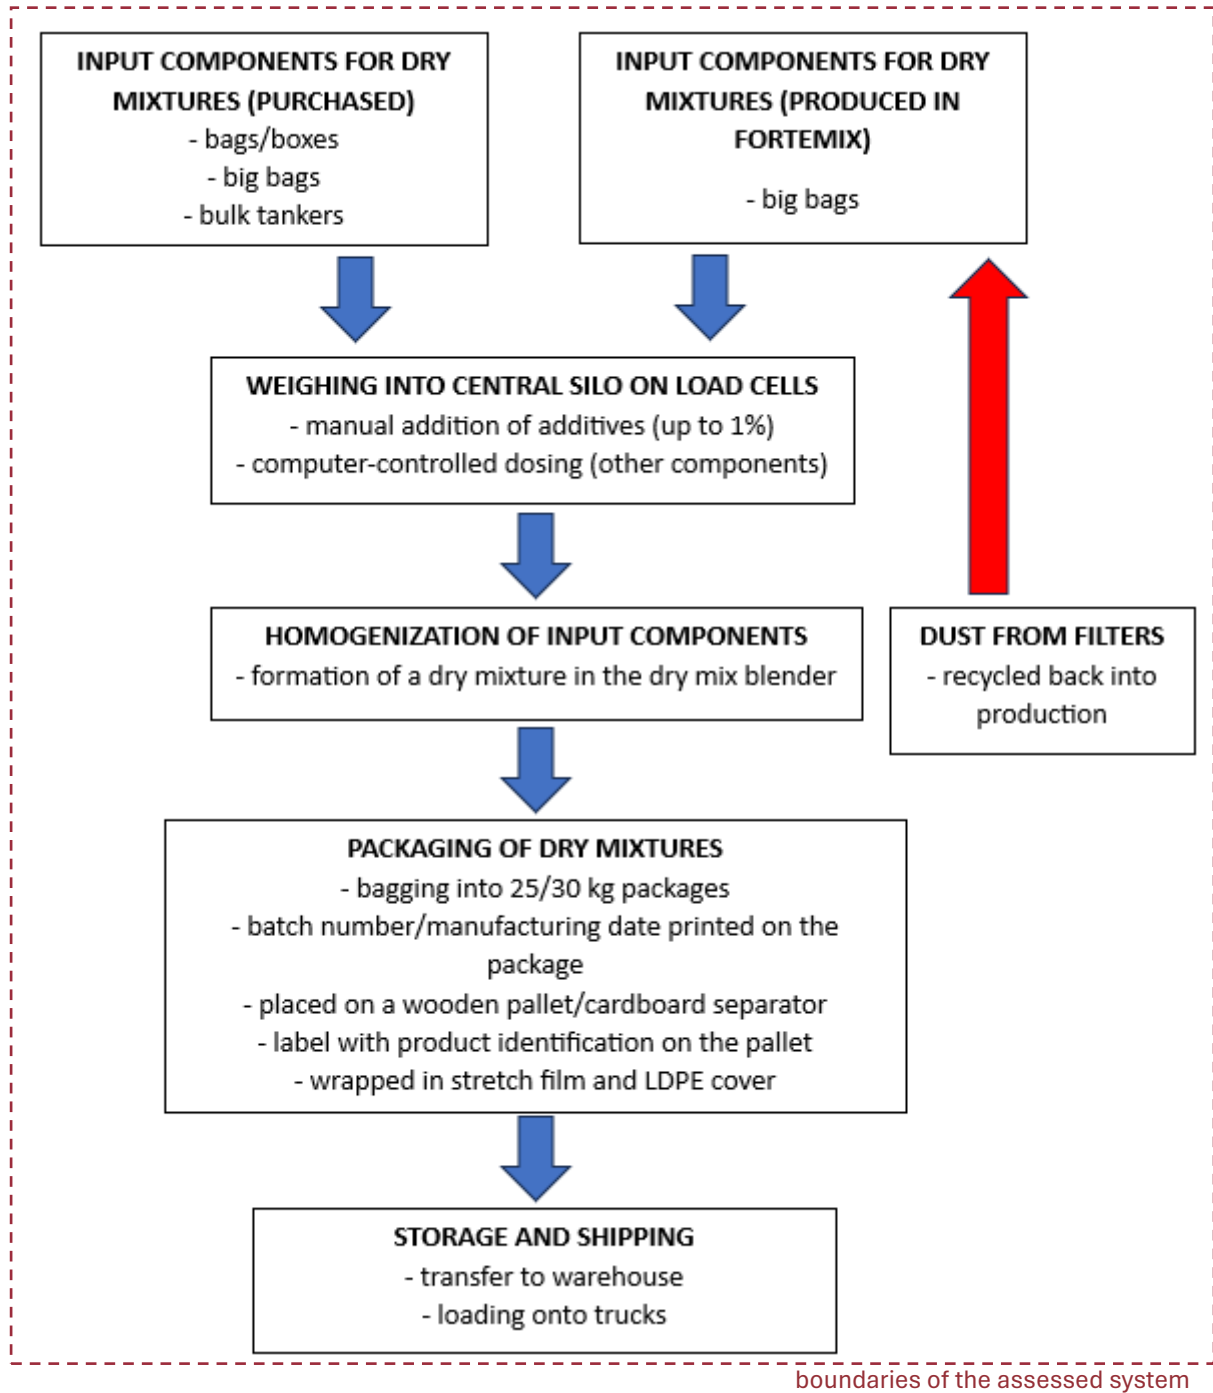 INPUT COMPONENTS FOR DRY
MIXTURES (PURCHASED)
- bags/boxes
- big bags
- bulk tankers
INPUT COMPONENTS FOR DRY
MIXTURES (PRODUCED IN
FORTEMIX)
- big bags
WEIGHING INTO CENTRAL SILO ON LOAD CELLS
- manual addition of additives (up to 1%)
- computer-controlled dosing (other components)
HOMOGENIZATION OF INPUT COMPONENTS
- formation of a dry mixture in the dry mix blender
DUST FROM FILTERS
- recycled back into
production
PACKAGING OF DRY MIXTURES
- bagging into 25/30 kg packages
- batch number/manufacturing date printed on the
package
- placed on a wooden pallet/cardboard separator
- label with product identification on the pallet
- wrapped in stretch film and LDPE cover
STORAGE AND SHIPPING
- transfer to warehouse
- loading onto trucks
boundaries of the assessed system